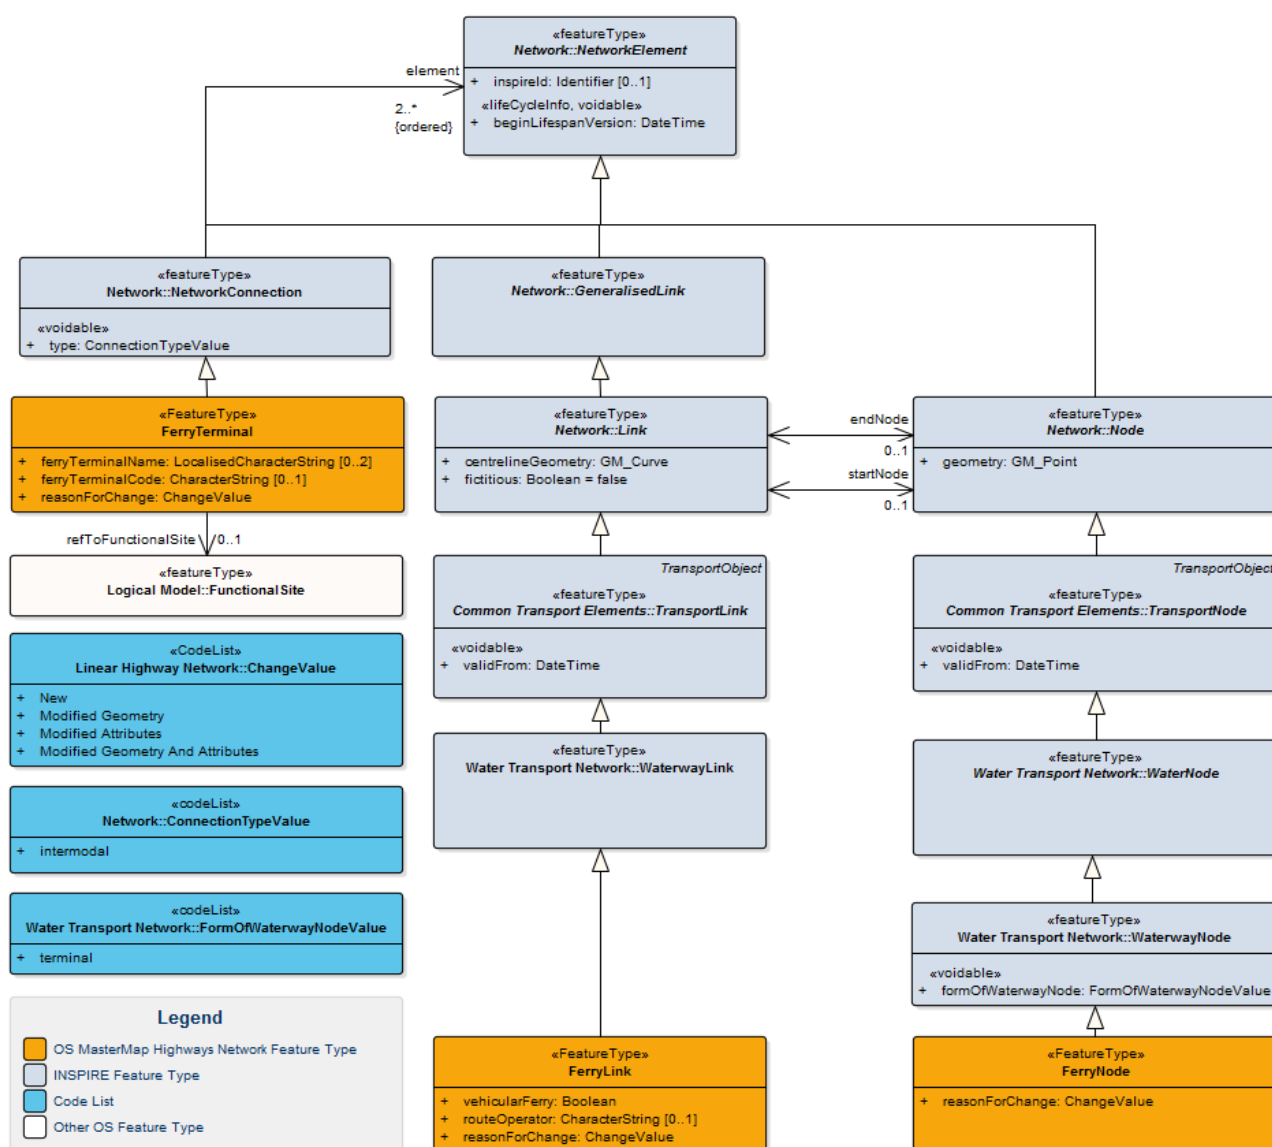 «featureType»
Network::NetworkElement
+ inspireId: Identifier [0..1]
«lifeCycleInfo, voidable»
+ beginLifespanVersion: DateTime
element
2..*
{ordered}
«featureType»
Network::NetworkConnection
«voidable»
+ type: ConnectionTypeValue
«featureType»
Network::GeneralisedLink
«FeatureType»
FerryTerminal
+ ferryTerminalName: LocalisedCharacterString [0..2]
+ ferryTerminalCode: CharacterString [0..1]
+ reasonForChange: ChangeValue
refToFunctionalSite 0..1
«featureType»
Logical Model::FunctionalSite
«featureType»
Network::Link
+ centrelineGeometry: GM_Curve
+ fictitious: Boolean = false
endNode
0..1
startNode
0..1
«featureType»
Network::Node
+ geometry: GM_Point
TransportObject
«featureType»
Common Transport Elements::TransportLink
«voidable»
+ validFrom: DateTime
TransportObject
«featureType»
Common Transport Elements::TransportNode
«voidable»
+ validFrom: DateTime
«CodeList»
Linear Highway Network::ChangeValue
+ New
+ Modified Geometry
+ Modified Attributes
+ Modified Geometry And Attributes
«featureType»
Water Transport Network::WaterwayLink
«featureType»
Water Transport Network::WaterNode
«codeList»
Network::ConnectionTypeValue
+ intermodal
«codeList»
Water Transport Network::FormOfWaterwayNodeValue
+ terminal
«featureType»
Water Transport Network::WaterwayNode
«voidable»
+ formOfWaterwayNode: FormOfWaterwayNodeValue
Legend
OS MasterMap Highways Network Feature Type
INSPIRE Feature Type
Code List
Other OS Feature Type
«FeatureType»
FerryLink
+ vehicularFerry: Boolean
+ routeOperator: CharacterString [0..1]
+ reasonForChange: ChangeValue
«FeatureType»
FerryNode
+ reasonForChange: ChangeValue